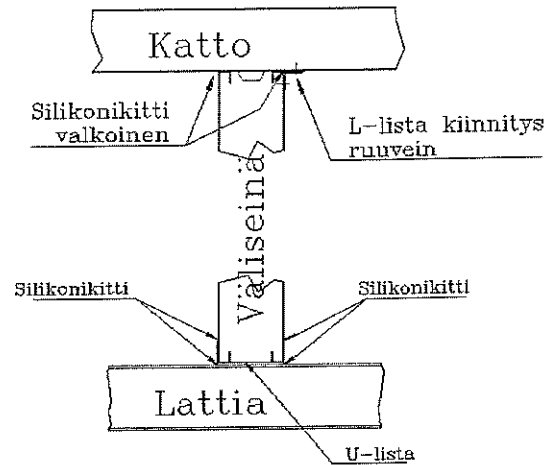 Katto
Silikonikitti
valkoinen
L-lista kiinnitys
ruuvein
Väliseinä
Silikonikitti
Silikonikitti
Lattia
U-lista